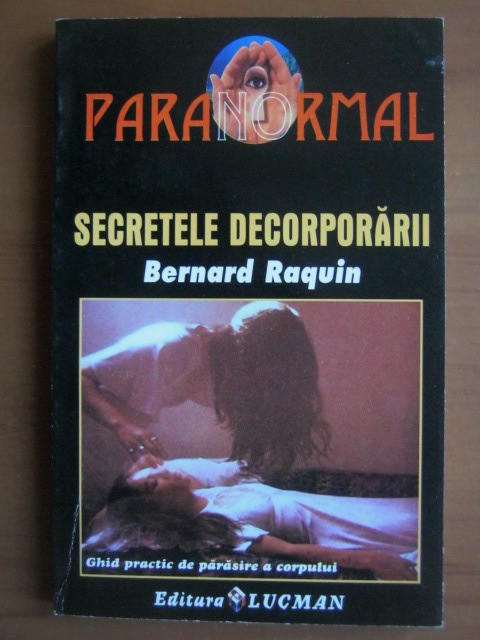 PARANORMAL
SECRETELE DECORPORĂRII
Bernard Raquin
Ghid practic de părăsire a corpului
Editura LUCMAN